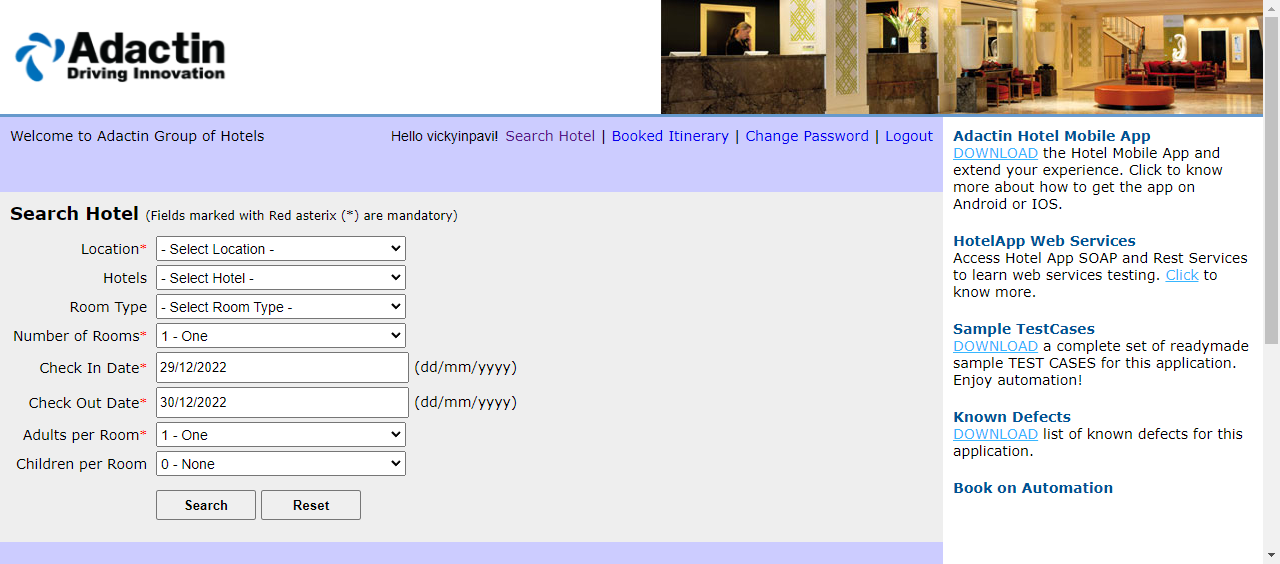 Adactin
Driving Innovation
Welcome to Adactin Group of Hotels
Hello vickyinpavi! Search Hotel | Booked Itinerary | Change Password | Logout
Search Hotel (Fields marked with Red asterix (*) are mandatory)
Location* - Select Location -
Hotels - Select Hotel -
Room Type - Select Room Type -
Number of Rooms* 1 - One
Check In Date* 29/12/2022 (dd/mm/yyyy)
Check Out Date* 30/12/2022 (dd/mm/yyyy)
Adults per Room* 1 - One
Children per Room 0 - None
Search Reset
Adactin Hotel Mobile App
DOWNLOAD the Hotel Mobile App and
extend your experience. Click to know
more about how to get the app on
Android or IOS.
HotelApp Web Services
Access Hotel App SOAP and Rest Services
to learn web services testing. Click to
know more.
Sample TestCases
DOWNLOAD a complete set of readymade
sample TEST CASES for this application.
Enjoy automation!
Known Defects
DOWNLOAD list of known defects for this
application.
Book on Automation